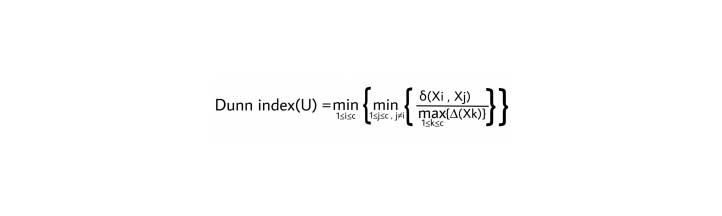 Dunn index(U) = min 1≤i≤c { min 1≤j≤c , j≠i { δ(Xi , Xj) / max 1≤k≤c {Δ(Xk)} } }